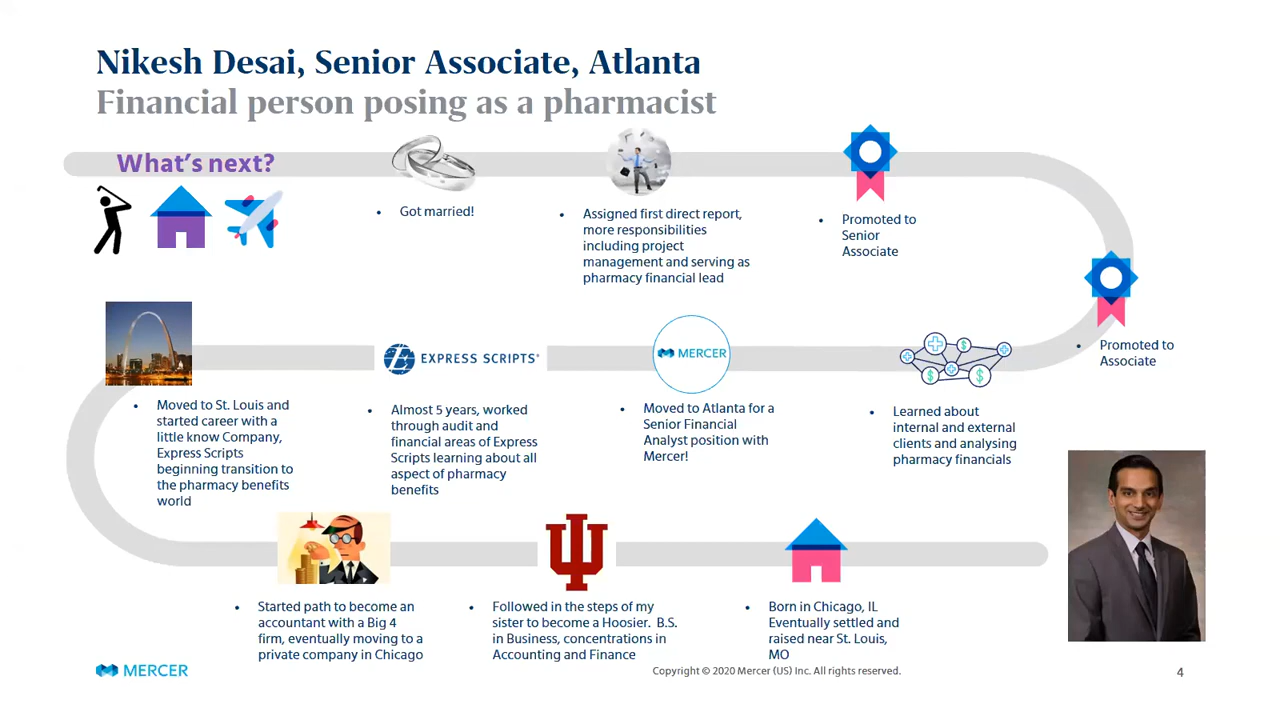 Nikesh Desai, Senior Associate, Atlanta
Financial person posing as a pharmacist
What's next?
• Got married!
• Assigned first direct report,
more responsibilities
including project
management and serving as
pharmacy financial lead
• Promoted to
Senior
Associate
• Promoted to
Associate
EXPRESS SCRIPTS®
MERCER
• Moved to St. Louis and
started career with a
little know Company,
Express Scripts
beginning transition to
the pharmacy benefits
world
• Almost 5 years, worked
through audit and
financial areas of Express
Scripts learning about all
aspect of pharmacy
benefits
• Moved to Atlanta for a
Senior Financial
Analyst position with
Mercer!
• Learned about
internal and external
clients and analysing
pharmacy financials
• Started path to become an
accountant with a Big 4
firm, eventually moving to a
private company in Chicago
• Followed in the steps of my
sister to become a Hoosier. B.S.
in Business, concentrations in
Accounting and Finance
• Born in Chicago, IL
Eventually settled and
raised near St. Louis,
MO
MERCER
Copyright © 2020 Mercer (US) Inc. All rights reserved.
4